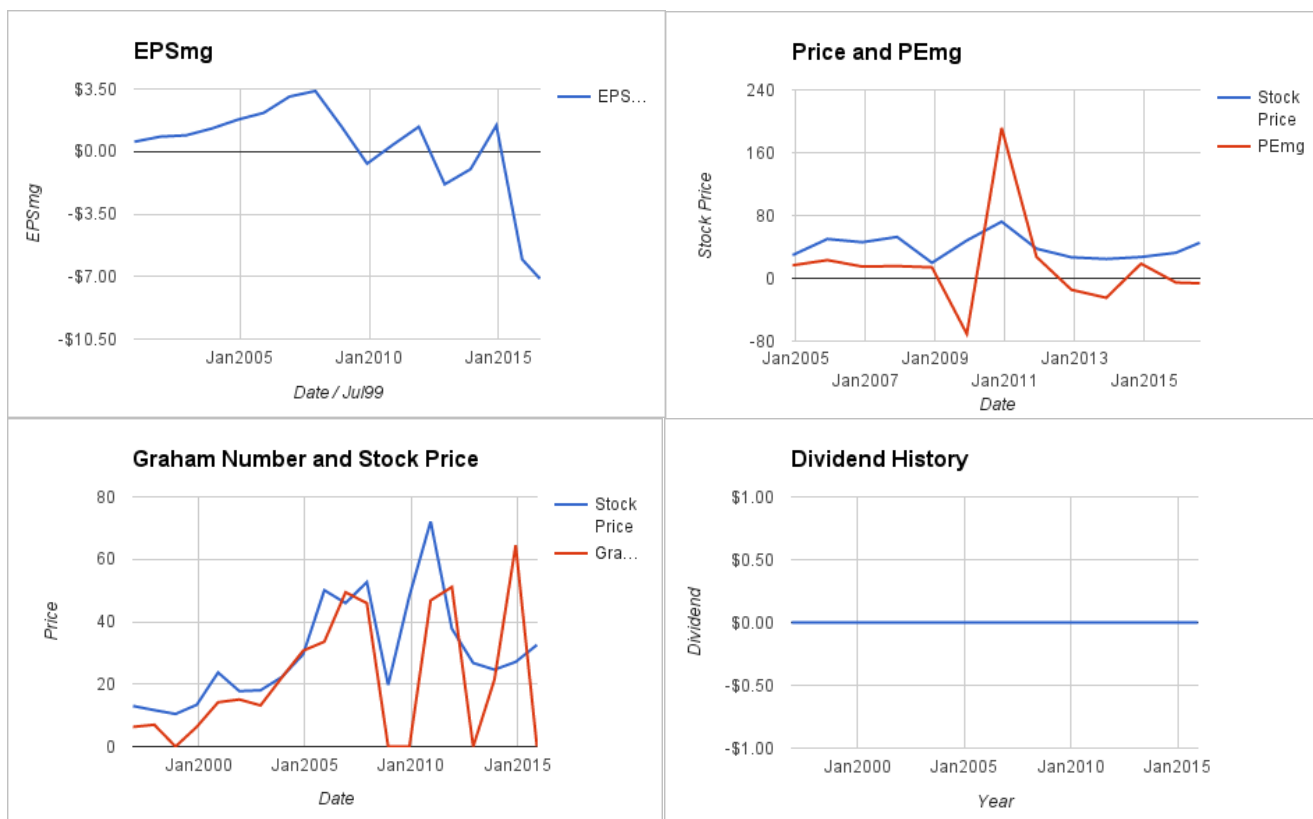 EPSmg
$3.50
$0.00
-$3.50
-$7.00
-$10.50
EPSmg
Jan2005
Jan2010
Jan2015
Date / Jul99
EPS...
Price and PEmg
240
160
80
0
-80
Stock Price
Jan2005
Jan2009
Jan2013
Jan2007
Jan2011
Jan2015
Date
Stock
Price
PEmg
Graham Number and Stock Price
80
60
40
20
0
Price
Jan2000
Jan2005
Jan2010
Jan2015
Date
Stock
Price
Gra...
Dividend History
$1.00
$0.50
$0.00
-$0.50
-$1.00
Dividend
Jan2000
Jan2005
Jan2010
Jan2015
Year